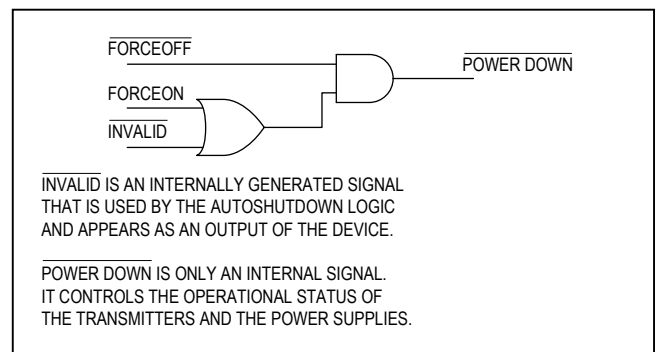 FORCEOFF
POWER DOWN
FORCEON
INVALID
INVALID IS AN INTERNALLY GENERATED SIGNAL
THAT IS USED BY THE AUTOSHUTDOWN LOGIC
AND APPEARS AS AN OUTPUT OF THE DEVICE.
POWER DOWN IS ONLY AN INTERNAL SIGNAL.
IT CONTROLS THE OPERATIONAL STATUS OF
THE TRANSMITTERS AND THE POWER SUPPLIES.